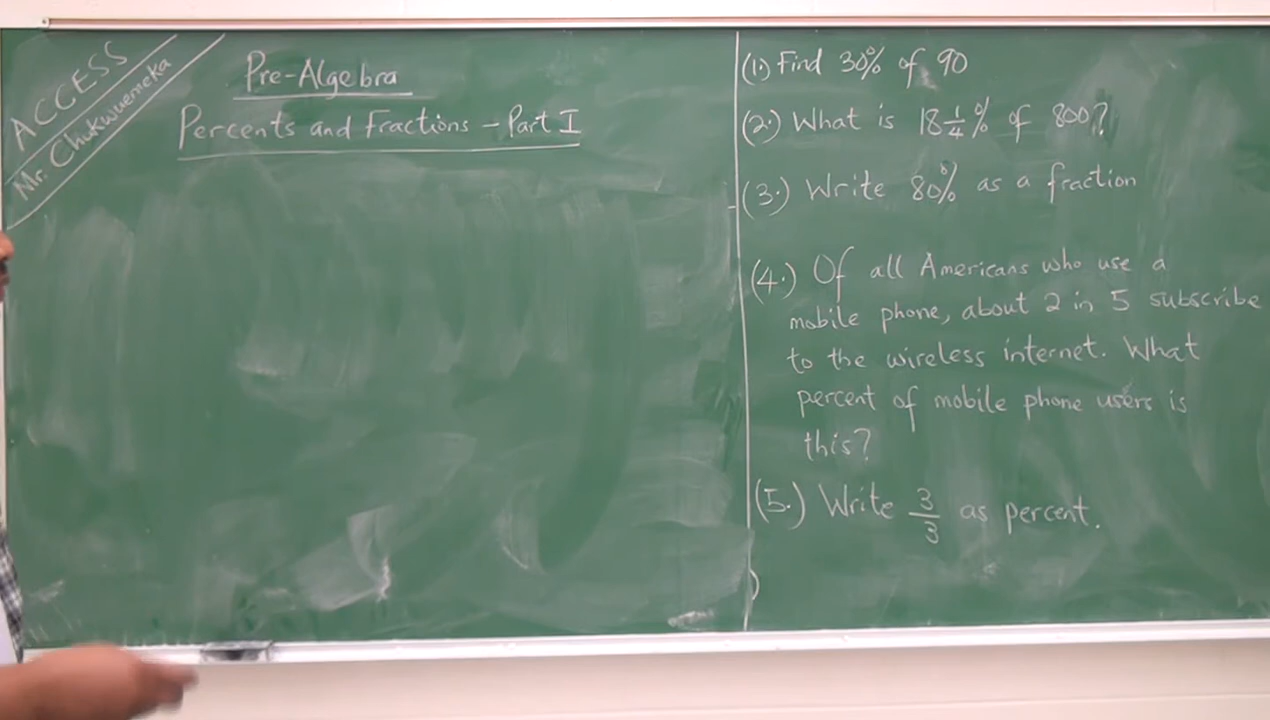 ACCESS
Mr. Chukwuemeka
Pre-Algebra
Percents and Fractions - Part I
(1.) Find 30% of 90
(2.) What is 18 1/4 % of 800?
(3.) Write 80% as a fraction
(4.) Of all Americans who use a
mobile phone, about 2 in 5 subscribe
to the wireless internet. What
percent of mobile phone users is
this?
(5.) Write 3/3 as percent.
)